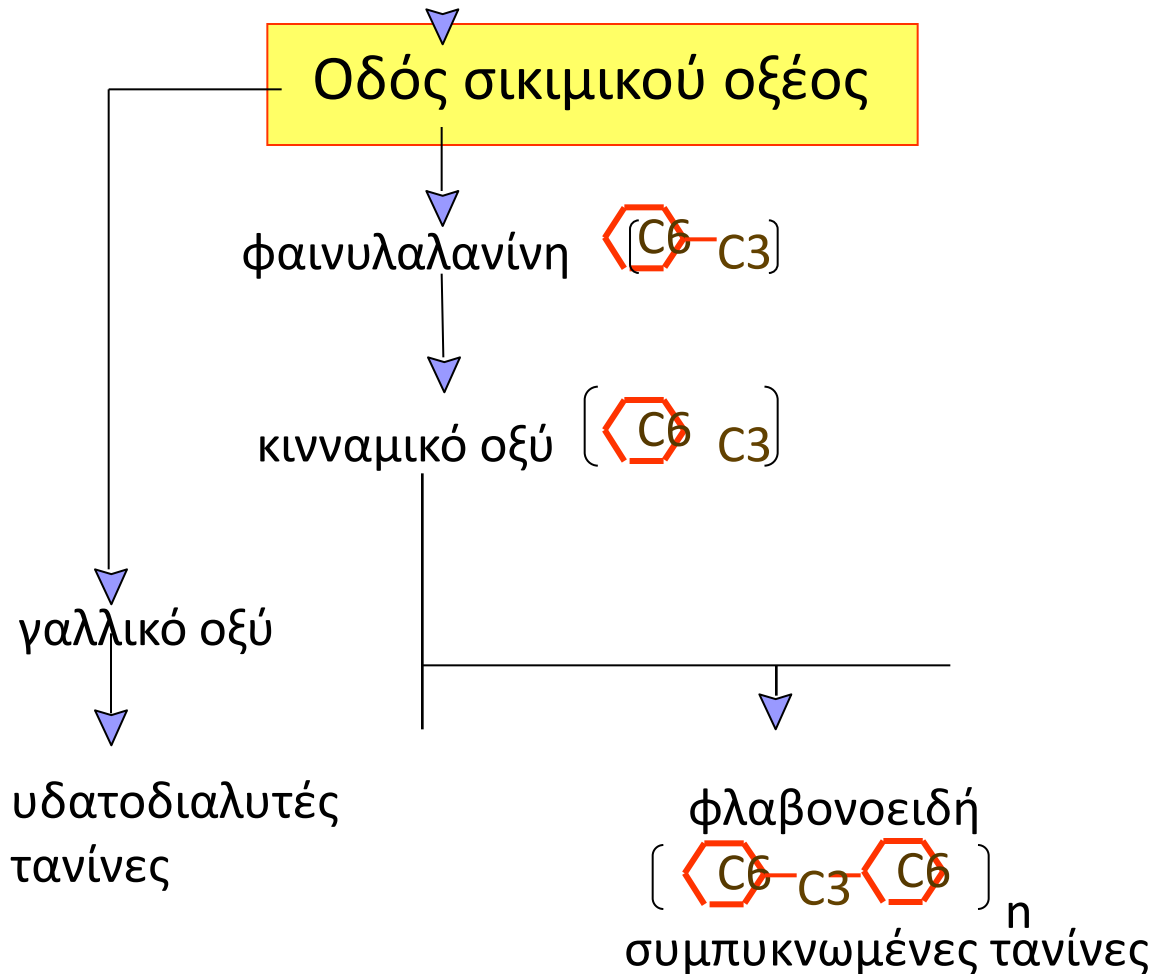 Οδός σικιμικού οξέος
φαινυλαλανίνη C6 C3
κινναμικό οξύ C6 C3
γαλλικό οξύ
υδατοδιαλυτές
τανίνες
φλαβονοειδή
C6 C3 C6
n
συμπυκνωμένες τανίνες